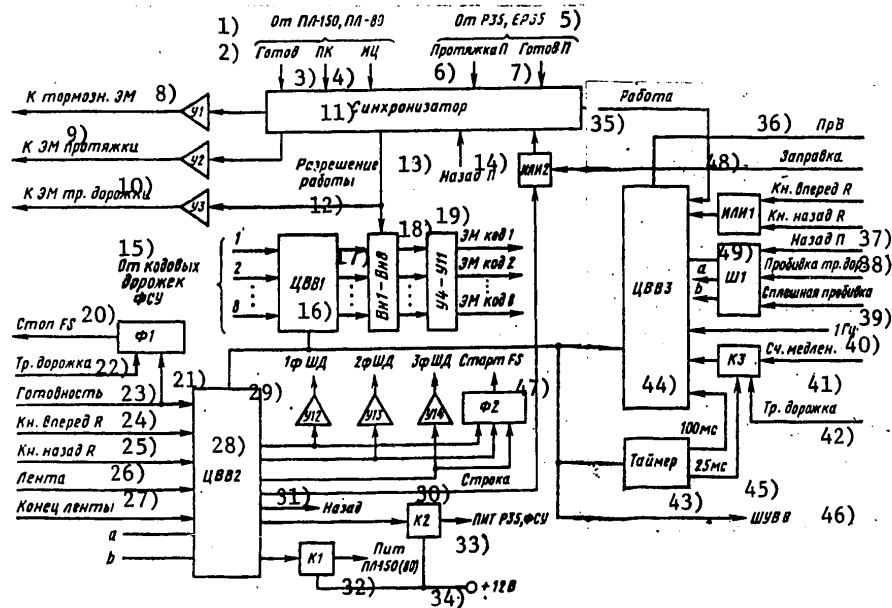 1) От ПЛ-150, ПЛ-80
От Р35, ЕР35 5)
2) Готов ПК ИЦ
Протяжка П Готов П
3) 4) 6) 7)
К тормозн. ЭМ 8) У1
11) Синхронизатор
Работа
35)
36) ПрВ
9)
К ЭМ протяжки У2
Разрешение работы
12)
13) Назад П 14)
ИЛИ2
48) Заправка
К ЭМ тр. дорожки 10) У3
Кн. вперед R
ИЛИ1
Кн. назад R
15) От кодовых дорожек ФСУ
1 2 8
ЦВВ1 16)
17) Вн1-Вн8
18) У4-У11 19)
ЭМ код 1
ЭМ код 2
ЭМ код 8
ЦВВ3
49) Ш1
a
b
Назад П 37)
Пробивка тр. дор. 38)
Сплошная пробивка
1Гц 39)
Стоп FS 20) Ф1
Тр. дорожка 22)
1ф ШД 2ф ШД 3ф ШД Старт FS
К3 Сч. медлен. 40)
41)
21)
29)
У12 У13 У14 Ф2 47)
44)
Тр. дорожка
42)
Готовность 23)
Кн. вперед R 24)
Кн. назад R 25)
28) ЦВВ2
Лента 26)
Конец ленты 27)
a
b
Строка
31) Назад
30) К2 ПИТ Р35, ФСУ
33)
К1 Пит ПЛ-150(80)
32)
34) +12В
100мс
Таймер 25мс
43) 45)
ШУВВ 46)